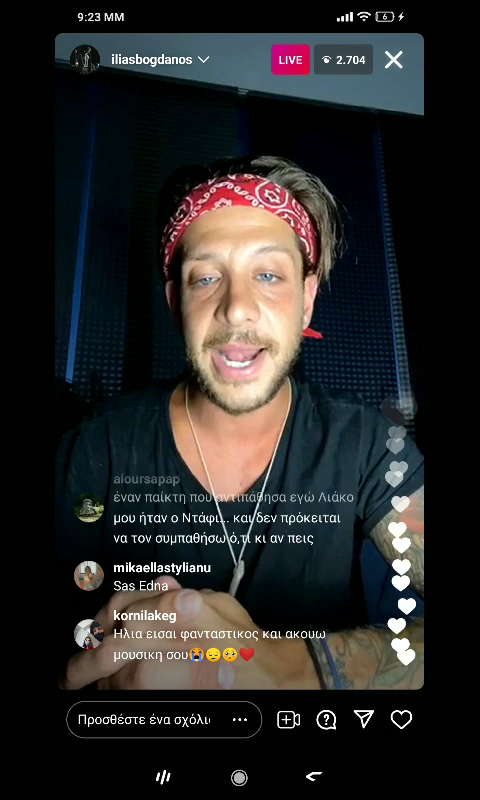 9:23 MM
6
iliasbogdanos
LIVE
2.704
aloursapap
έναν παίκτη που αντιπάθησα εγώ Λιάκο
μου ήταν ο Ντάφι.. και δεν πρόκειται
να τον συμπαθήσω ό,τι κι αν πεις
mikaellastylianu
Sas Edna
kornilakeg
Ηλια εισαι φανταστικος και ακουω
μουσικη σου😭😔🥺❤️
Προσθέστε ένα σχόλι